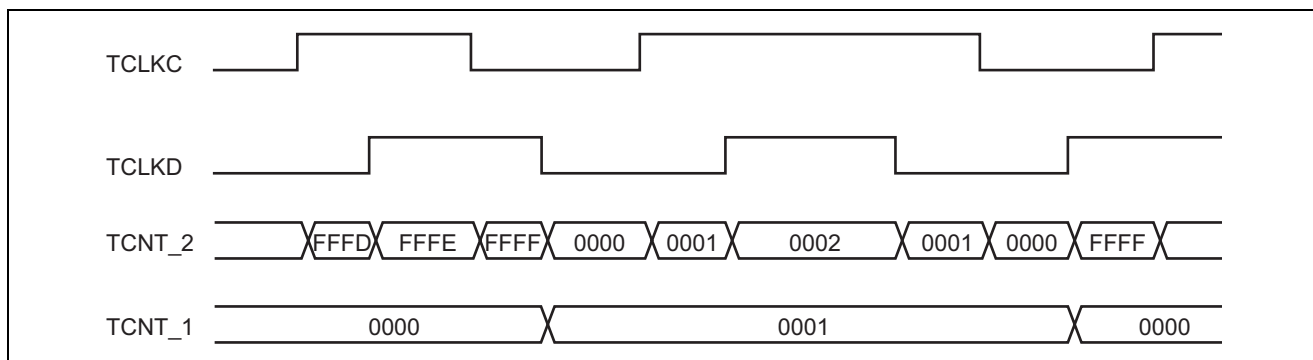 TCLKC
TCLKD
TCNT_2 FFFD FFFE FFFF 0000 0001 0002 0001 0000 FFFF
TCNT_1 0000 0001 0000